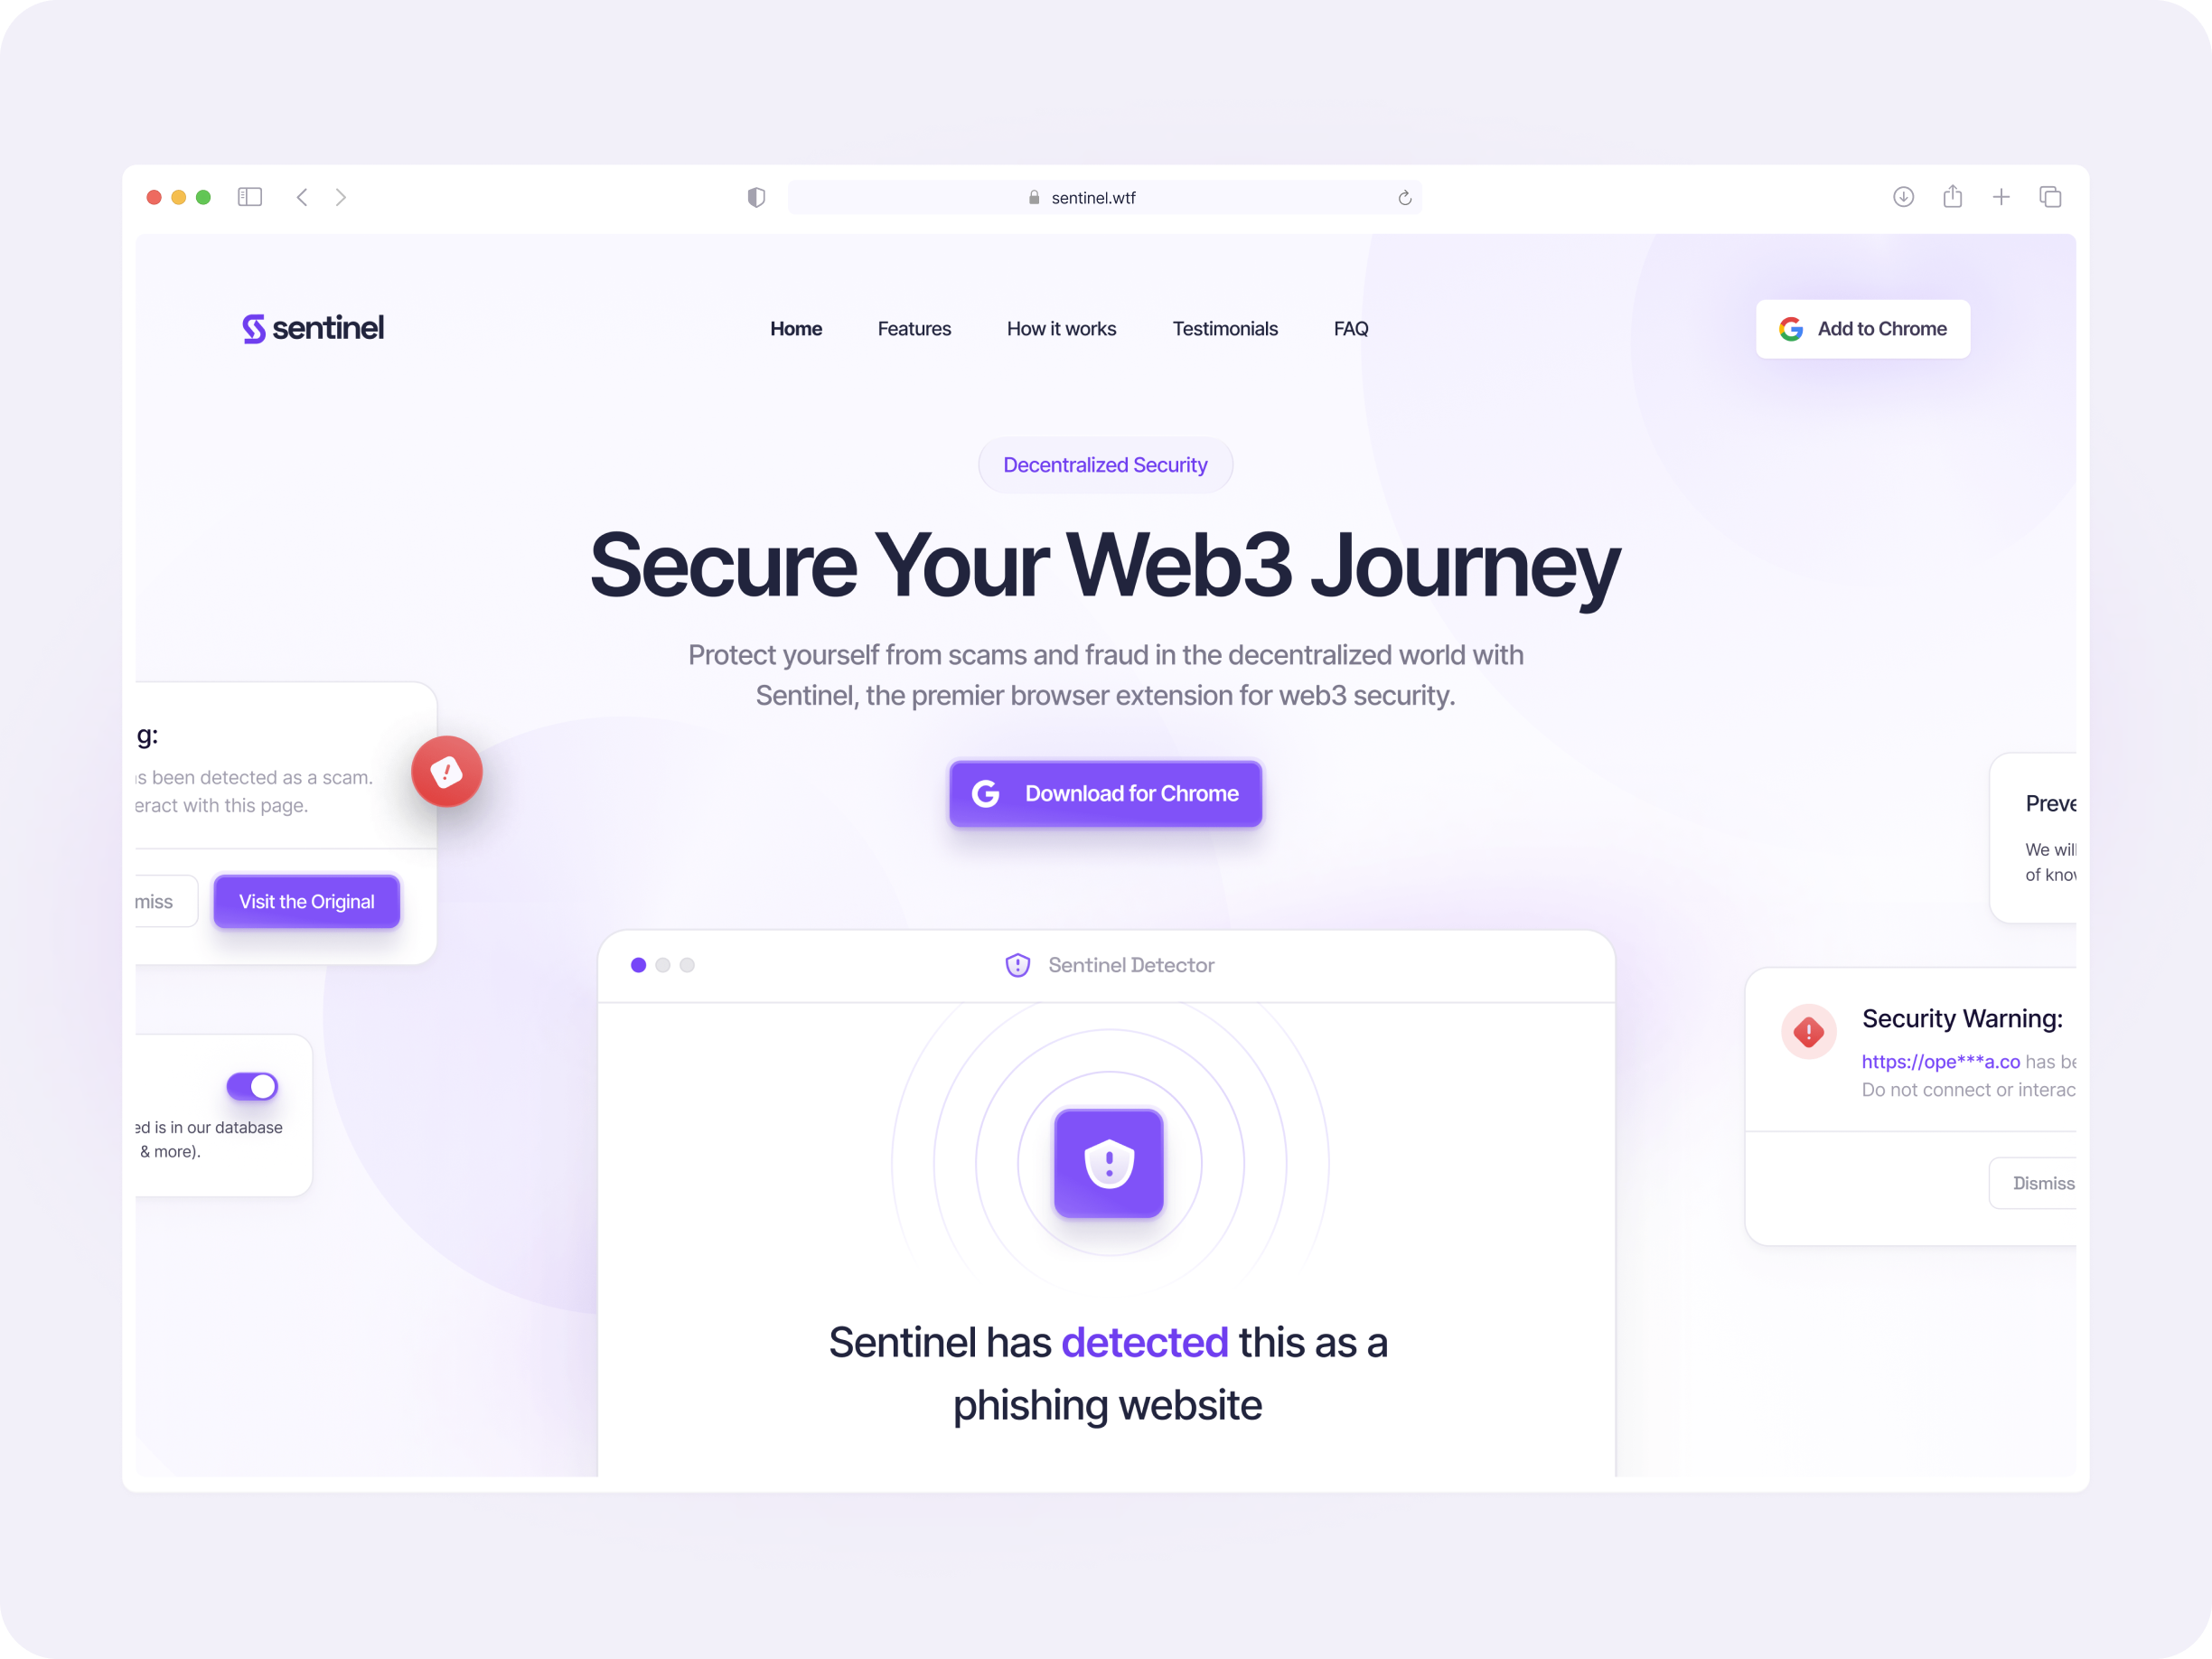 sentinel.wtf
sentinel
Home Features How it works Testimonials FAQ
Add to Chrome
Decentralized Security
Secure Your Web3 Journey
Protect yourself from scams and fraud in the decentralized world with
Sentinel, the premier browser extension for web3 security.
Download for Chrome
g:
s been detected as a scam.
eract with this page.
miss
Visit the Original
ed is in our database
& more).
Sentinel Detector
Sentinel has detected this as a
phishing website
Preve
We will
of know
Security Warning:
https://ope***a.co has be
Do not connect or interac
Dismiss